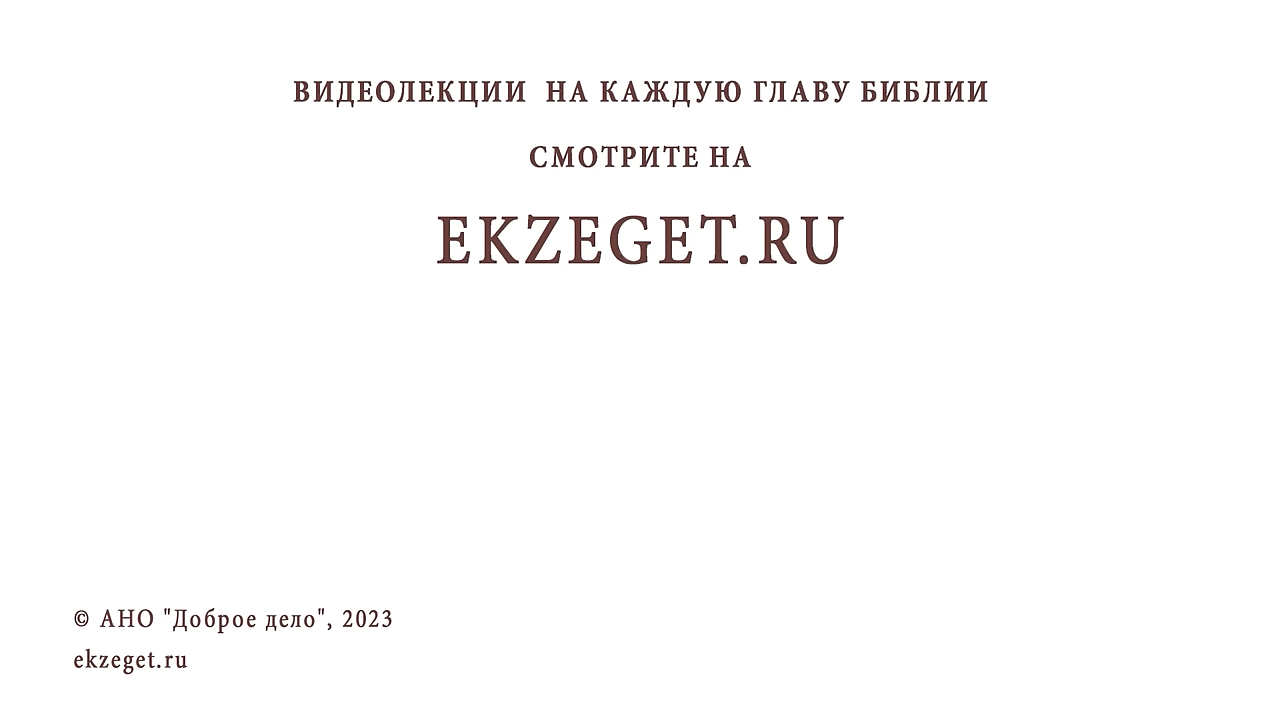 ВИДЕОЛЕКЦИИ НА КАЖДУЮ ГЛАВУ БИБЛИИ
СМОТРИТЕ НА
EKZEGET.RU
© АНО "Доброе дело", 2023
ekzeget.ru